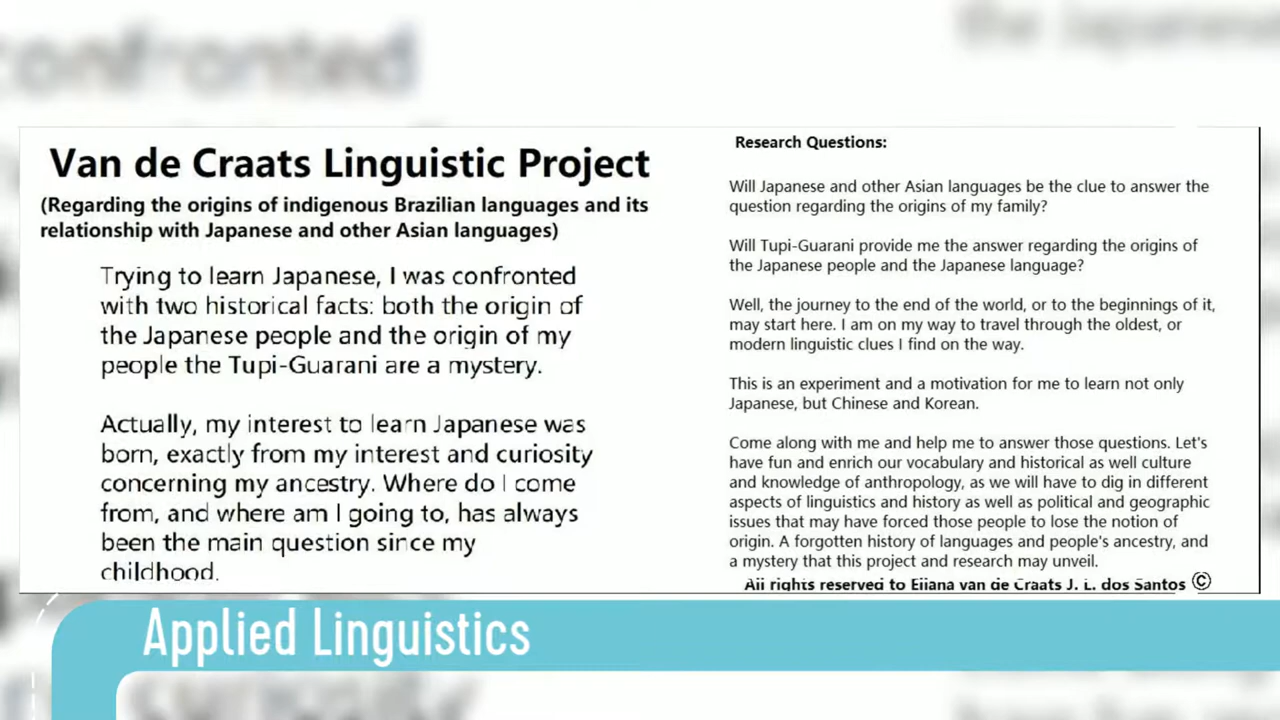 Van de Craats Linguistic Project
(Regarding the origins of indigenous Brazilian languages and its
relationship with Japanese and other Asian languages)
Trying to learn Japanese, I was confronted
with two historical facts: both the origin of
the Japanese people and the origin of my
people the Tupi-Guarani are a mystery.
Actually, my interest to learn Japanese was
born, exactly from my interest and curiosity
concerning my ancestry. Where do I come
from, and where am I going to, has always
been the main question since my
childhood.
Research Questions:
Will Japanese and other Asian languages be the clue to answer the
question regarding the origins of my family?
Will Tupi-Guarani provide me the answer regarding the origins of
the Japanese people and the Japanese language?
Well, the journey to the end of the world, or to the beginnings of it,
may start here. I am on my way to travel through the oldest, or
modern linguistic clues I find on the way.
This is an experiment and a motivation for me to learn not only
Japanese, but Chinese and Korean.
Come along with me and help me to answer those questions. Let's
have fun and enrich our vocabulary and historical as well culture
and knowledge of anthropology, as we will have to dig in different
aspects of linguistics and history as well as political and geographic
issues that may have forced those people to lose the notion of
origin. A forgotten history of languages and people's ancestry, and
a mystery that this project and research may unveil.
All rights reserved to Eliana van de Craats J. L. dos Santos ©
Applied Linguistics
confronted
the Japanese
curiosity